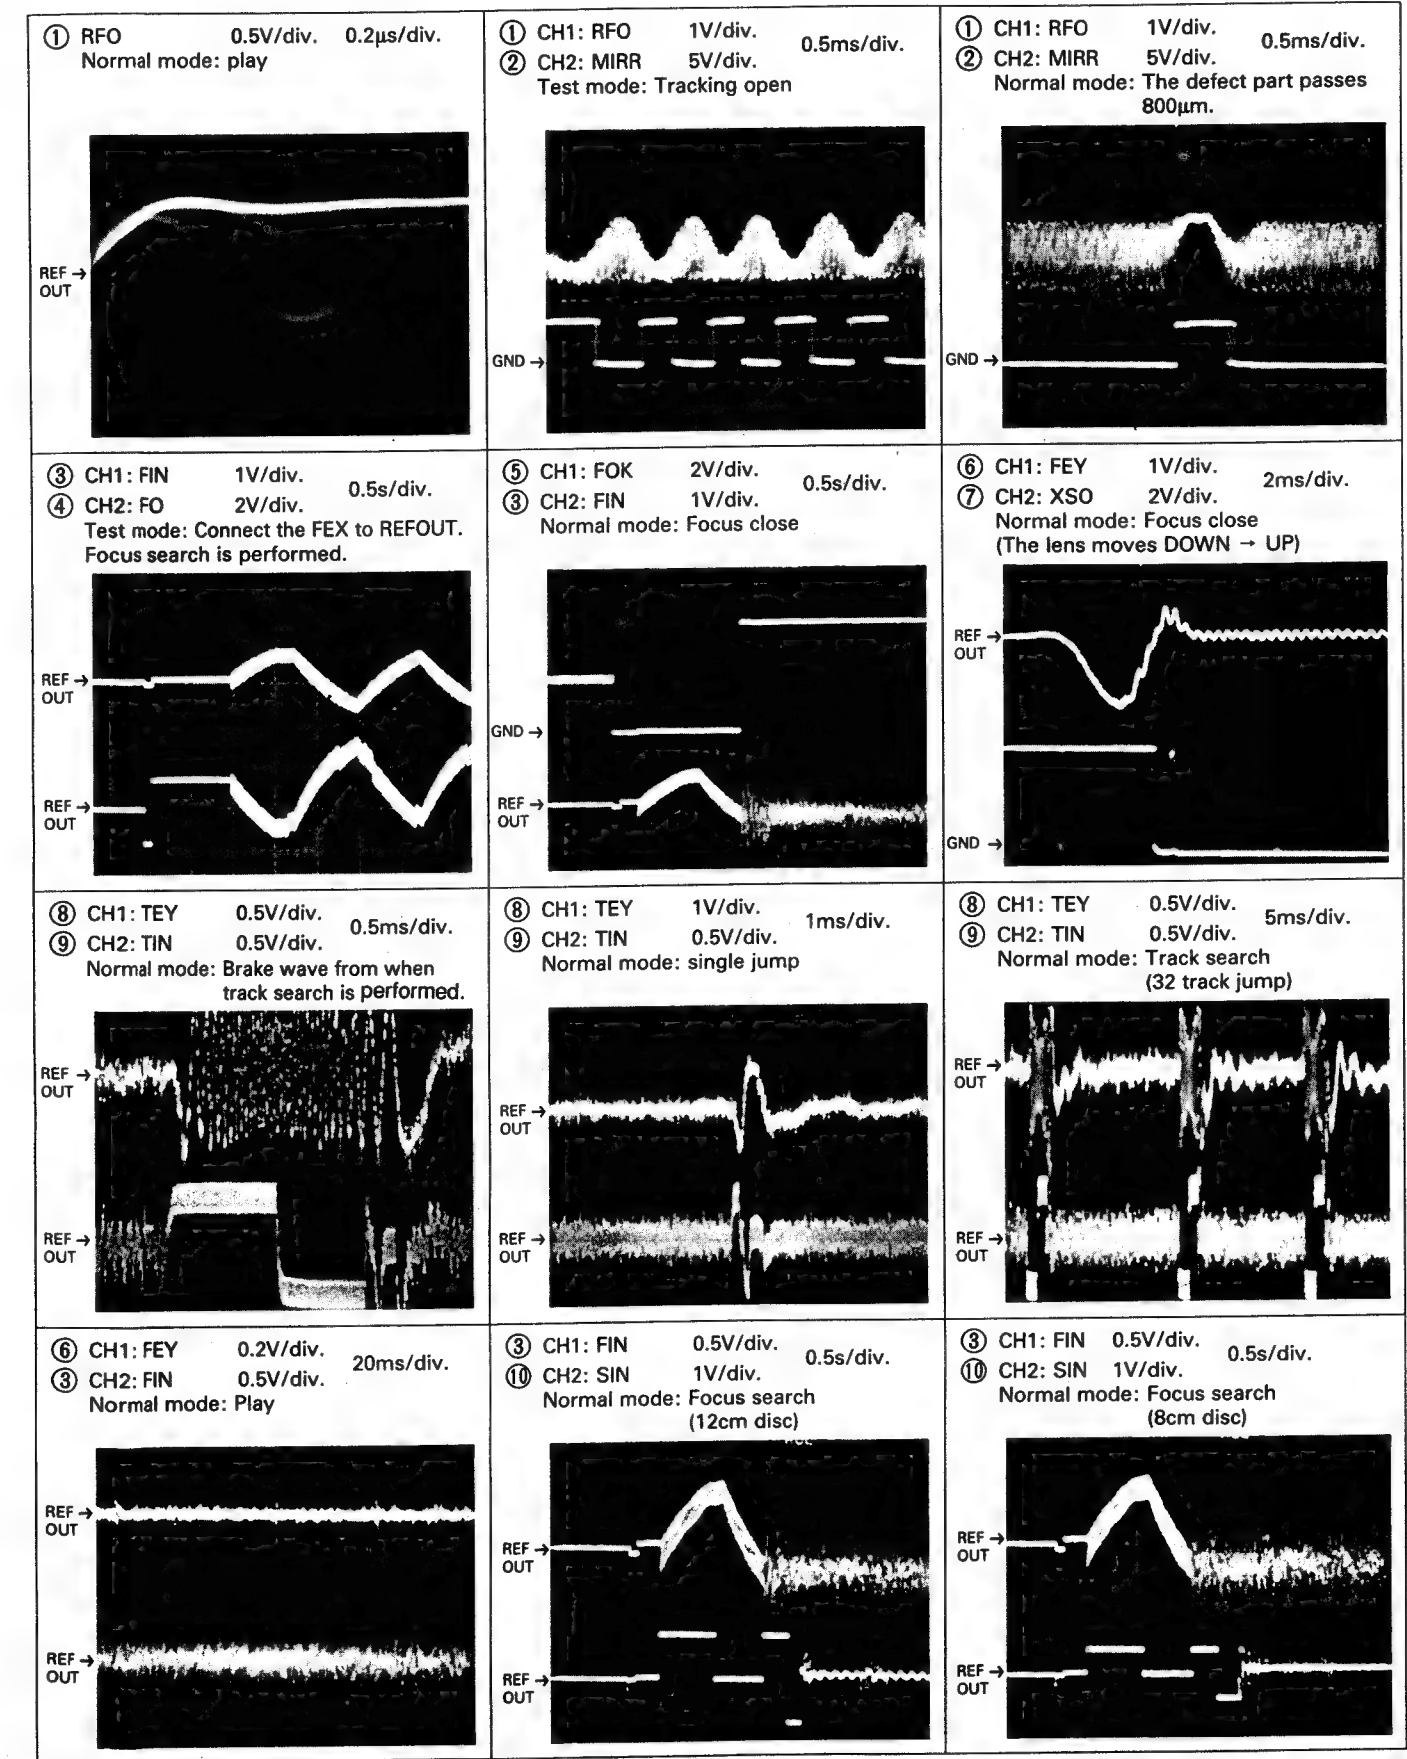 ① RFO 0.5V/div. 0.2µs/div.
Normal mode: play
REF →
OUT
① CH1: RFO 1V/div.
0.5ms/div.
② CH2: MIRR 5V/div.
Test mode: Tracking open
GND →
① CH1: RFO 1V/div.
0.5ms/div.
② CH2: MIRR 5V/div.
Normal mode: The defect part passes
800µm.
GND →
③ CH1: FIN 1V/div.
0.5s/div.
④ CH2: FO 2V/div.
Test mode: Connect the FEX to REFOUT.
Focus search is performed.
REF →
OUT
REF →
OUT
⑤ CH1: FOK 2V/div.
0.5s/div.
③ CH2: FIN 1V/div.
Normal mode: Focus close
GND →
REF →
OUT
⑥ CH1: FEY 1V/div.
2ms/div.
⑦ CH2: XSO 2V/div.
Normal mode: Focus close
(The lens moves DOWN → UP)
REF →
OUT
GND →
⑧ CH1: TEY 0.5V/div.
0.5ms/div.
⑨ CH2: TIN 0.5V/div.
Normal mode: Brake wave from when
track search is performed.
REF →
OUT
REF →
OUT
⑧ CH1: TEY 1V/div.
1ms/div.
⑨ CH2: TIN 0.5V/div.
Normal mode: single jump
REF →
OUT
REF →
OUT
⑧ CH1: TEY 0.5V/div.
5ms/div.
⑨ CH2: TIN 0.5V/div.
Normal mode: Track search
(32 track jump)
REF →
OUT
REF →
OUT
⑥ CH1: FEY 0.2V/div.
20ms/div.
③ CH2: FIN 0.5V/div.
Normal mode: Play
REF →
OUT
REF →
OUT
③ CH1: FIN 0.5V/div.
0.5s/div.
⑩ CH2: SIN 1V/div.
Normal mode: Focus search
(12cm disc)
REF →
OUT
REF →
OUT
③ CH1: FIN 0.5V/div.
0.5s/div.
⑩ CH2: SIN 1V/div.
Normal mode: Focus search
(8cm disc)
REF →
OUT
REF →
OUT